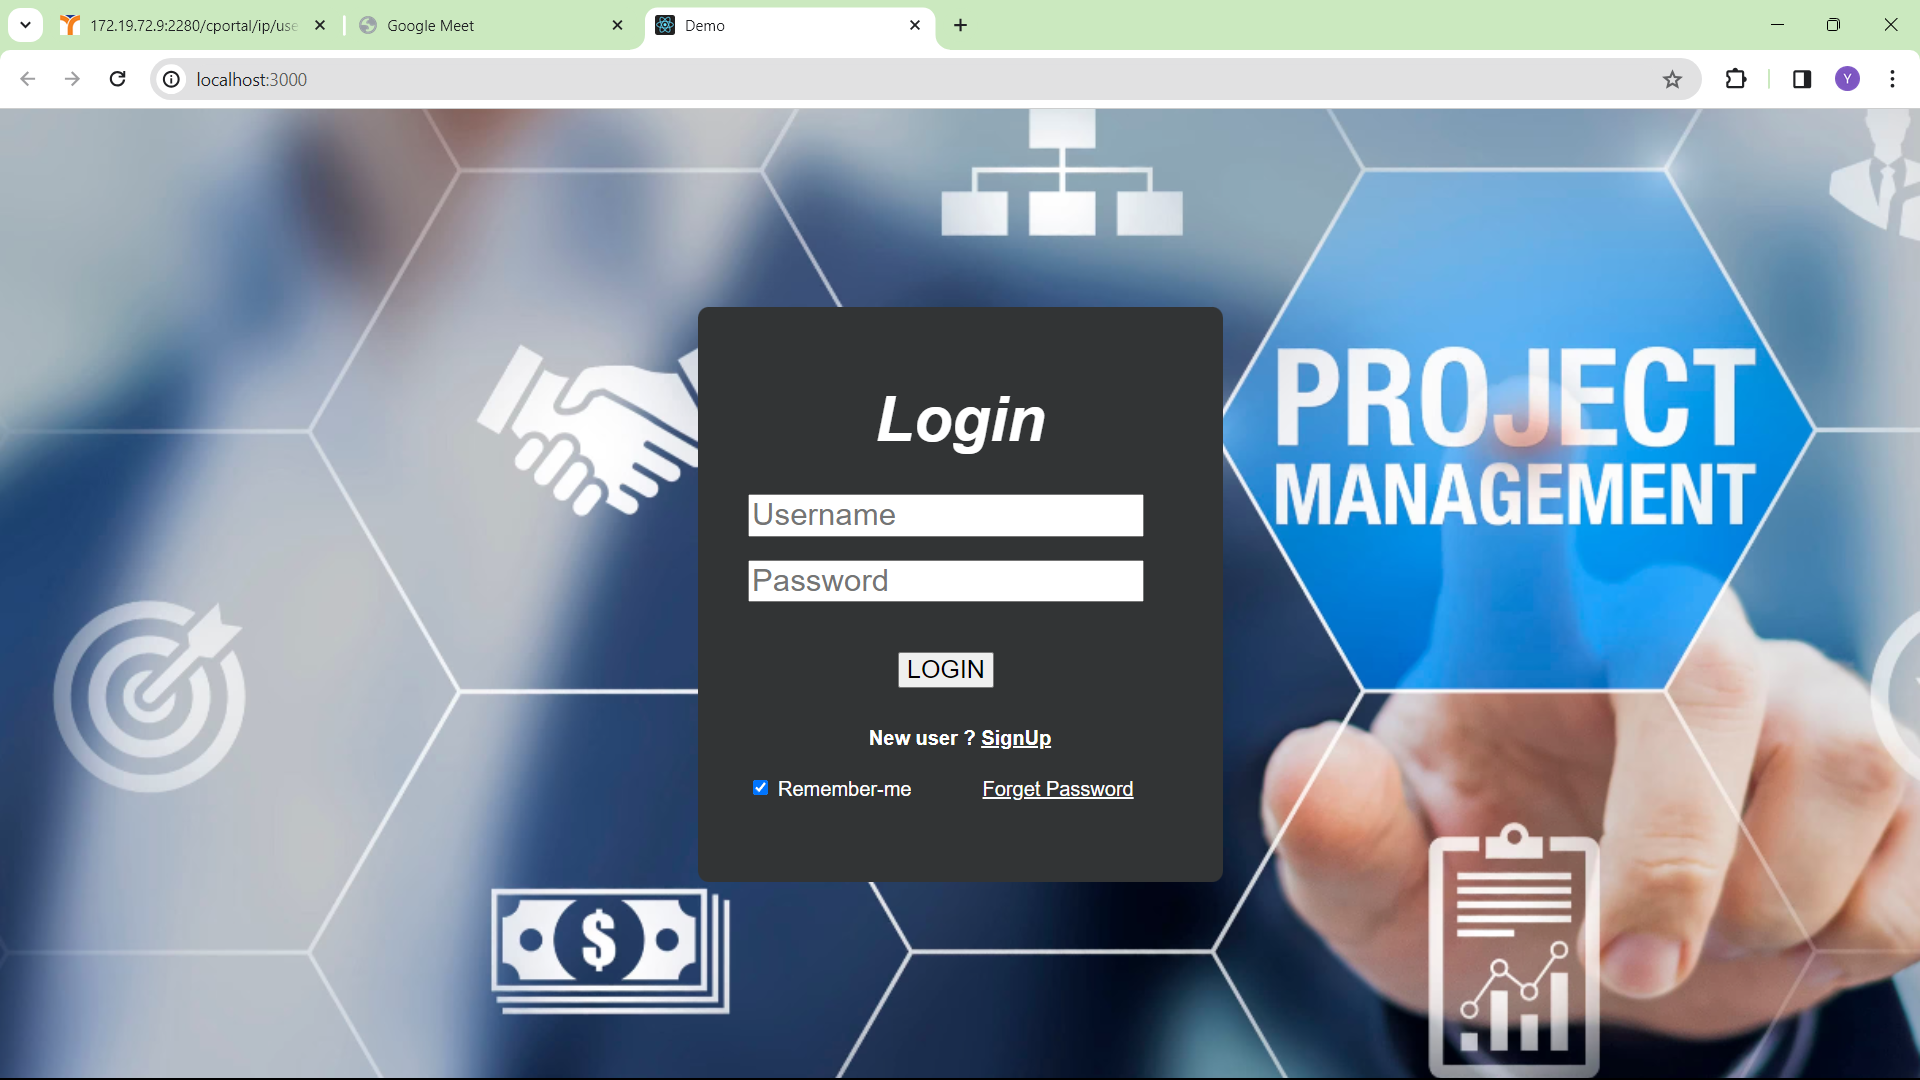 172.19.72.9:2280/cportal/ip/use
Google Meet
Demo
localhost:3000
Y
PROJECT
MANAGEMENT
Login
Username
Password
LOGIN
New user ? SignUp
Remember-me
Forget Password
$